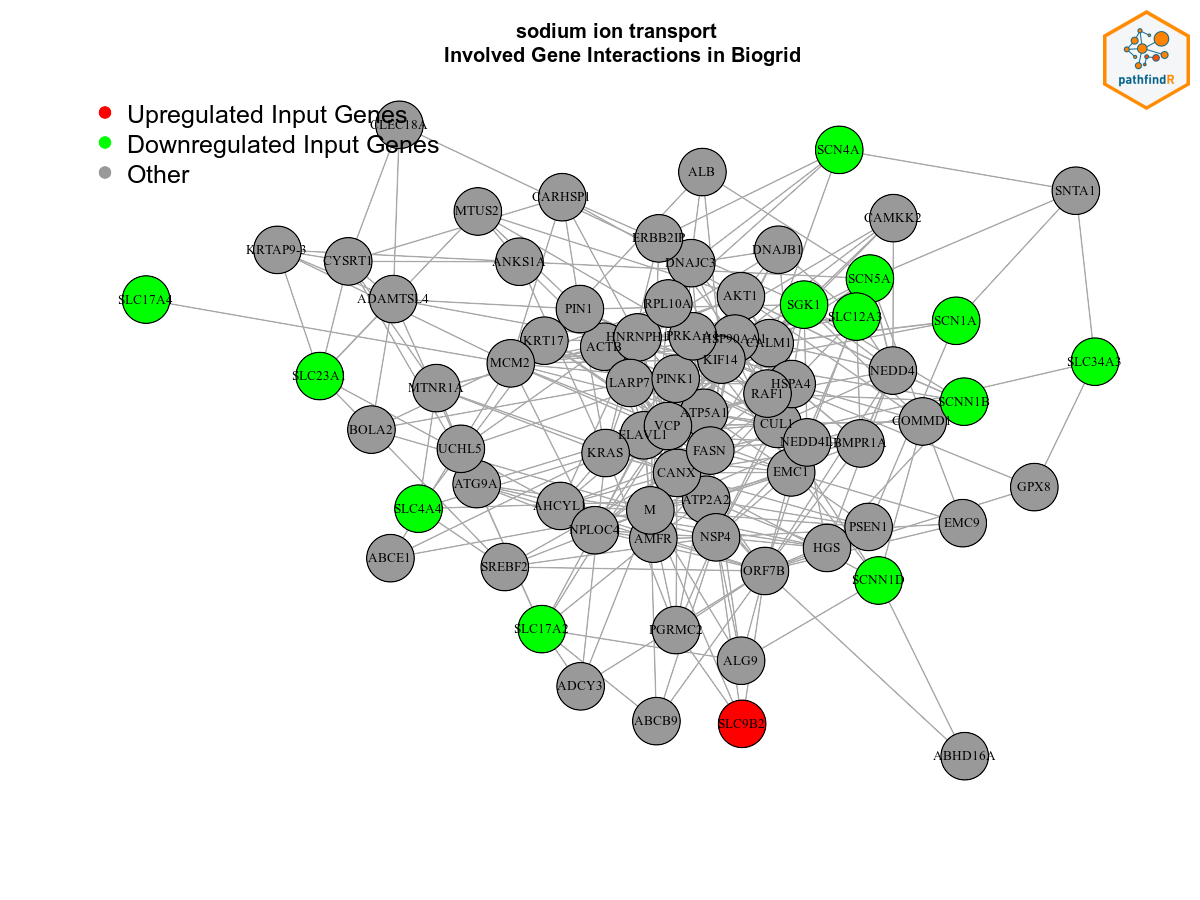 sodium ion transport
Involved Gene Interactions in Biogrid
pathfindR
Upregulated Input Genes
Downregulated Input Genes
Other
CLEC18A
SCN4A
ALB
SNTA1
CARHSP1
MTUS2
CAMKK2
ERBB2IP
KRTAP9-3
CYSRT1
ANKS1A
DNAJC3
DNAJB1
SCN5A
SLC17A4
ADAMTSL4
PIN1
RPL10A
AKT1
SGK1
SLC12A3
SCN1A
KRT17
ACTB
PRKAA
HSP90AA1
CALM1
MCM2
KIF14
SLC34A3
SLC23A
MTNR1A
LARP7
PINK1
HSPA4
RAF1
NEDD4
SCNN1B
BOLA2
UCHL5
KRAS
ELAVL1
VCP
ATP5A1
CUL1
NEDD4L
BMPR1A
COMMD1
FASN
CANX
EMC1
GPX8
ATG9A
SLC4A4
AHCYL
M
ATP2A2
NPLOC4
AMFR
NSP4
PSEN1
EMC9
HGS
ABCE1
SREBF2
ORF7B
SCNN1D
SLC17A2
PGRMC2
ALG9
ADCY3
ABCB9
SLC9B2
ABHD16A